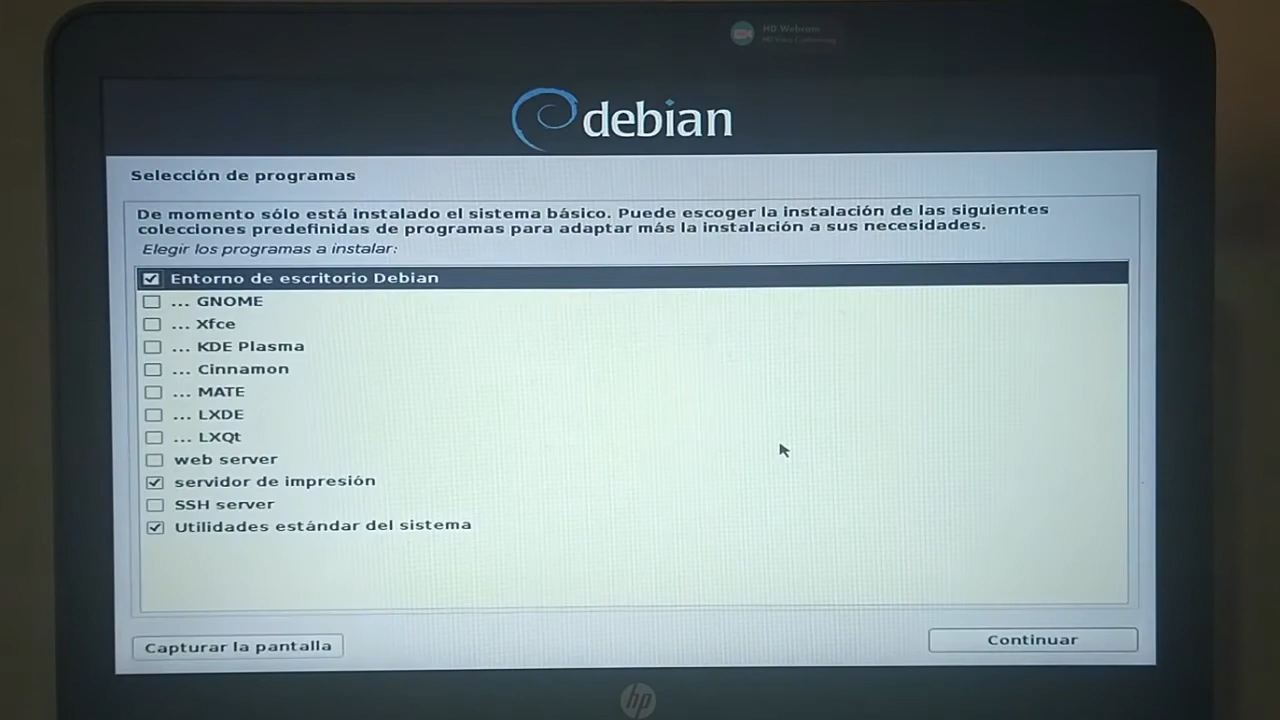 HD Webcam
debian
Selección de programas
De momento sólo está instalado el sistema básico. Puede escoger la instalación de las siguientes
colecciones predefinidas de programas para adaptar más la instalación a sus necesidades.
Elegir los programas a instalar:
Entorno de escritorio Debian
... GNOME
... Xfce
... KDE Plasma
... Cinnamon
... MATE
... LXDE
... LXQt
web server
servidor de impresión
SSH server
Utilidades estándar del sistema
Capturar la pantalla
Continuar
hp